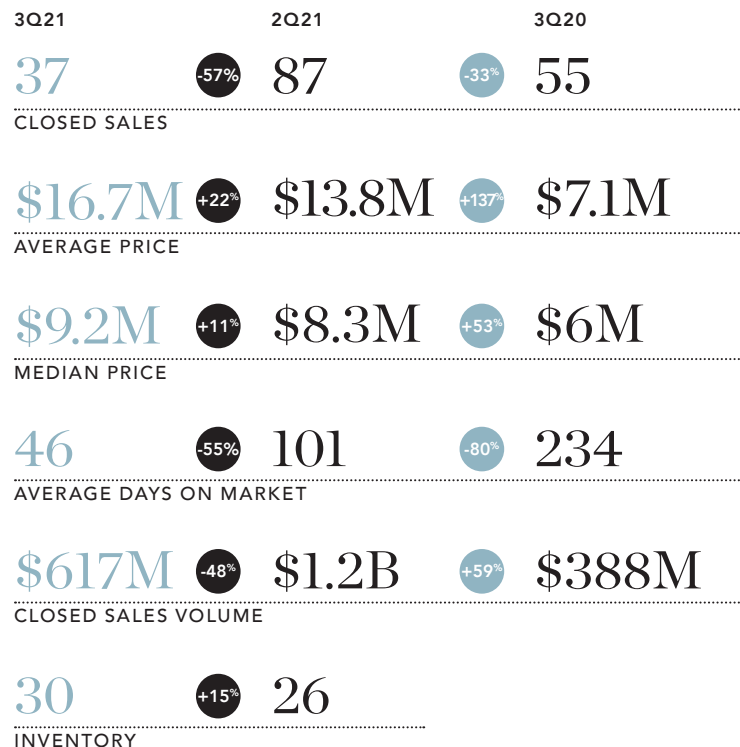 3Q21 2Q21 3Q20
37 -57% 87 -33% 55
CLOSED SALES
$16.7M +22% $13.8M +137% $7.1M
AVERAGE PRICE
$9.2M +11% $8.3M +53% $6M
MEDIAN PRICE
46 -55% 101 -80% 234
AVERAGE DAYS ON MARKET
$617M -48% $1.2B +59% $388M
CLOSED SALES VOLUME
30 +15% 26
INVENTORY